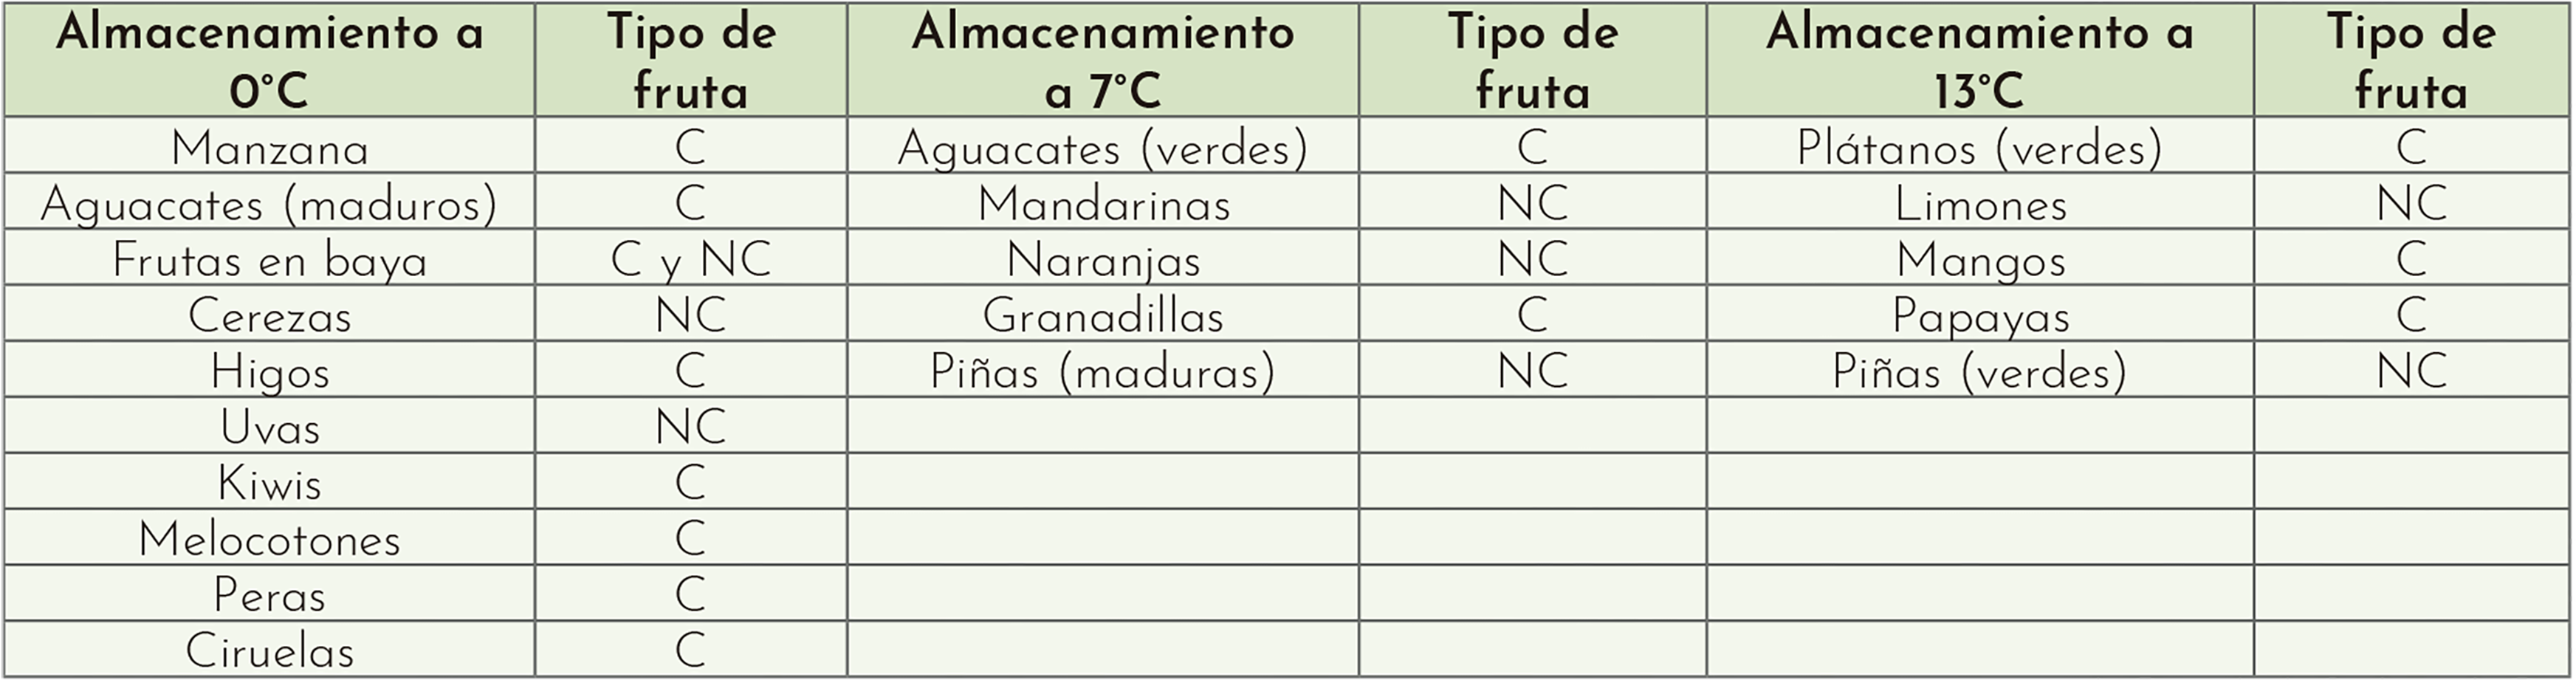 Almacenamiento a 0°C | Tipo de fruta | Almacenamiento a 7°C | Tipo de fruta | Almacenamiento a 13°C | Tipo de fruta
Manzana | C | Aguacates (verdes) | C | Plátanos (verdes) | C
Aguacates (maduros) | C | Mandarinas | NC | Limones | NC
Frutas en baya | C y NC | Naranjas | NC | Mangos | C
Cerezas | NC | Granadillas | C | Papayas | C
Higos | C | Piñas (maduras) | NC | Piñas (verdes) | NC
Uvas | NC
Kiwis | C
Melocotones | C
Peras | C
Ciruelas | C